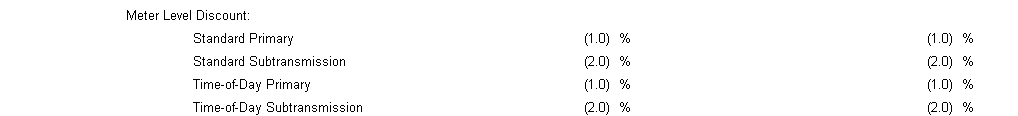 Meter Level Discount:
Standard Primary (1.0) % (1.0) %
Standard Subtransmission (2.0) % (2.0) %
Time-of-Day Primary (1.0) % (1.0) %
Time-of-Day Subtransmission (2.0) % (2.0) %